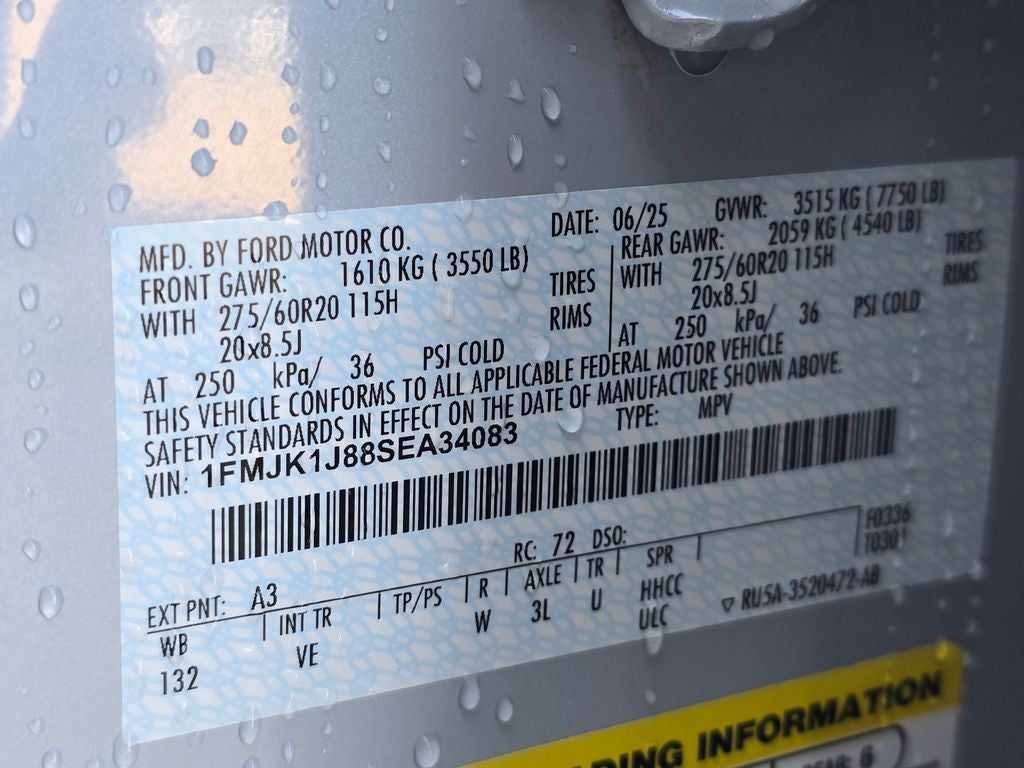 MFD. BY FORD MOTOR CO. DATE: 06/25 GVWR: 3515 KG ( 7750 LB)
FRONT GAWR: 1610 KG ( 3550 LB) REAR GAWR: 2059 KG ( 4540 LB)
WITH 275/60R20 115H TIRES WITH 275/60R20 115H TIRES
20x8.5J RIMS 20x8.5J RIMS
AT 250 kPa/ 36 PSI COLD AT 250 kPa/ 36 PSI COLD
THIS VEHICLE CONFORMS TO ALL APPLICABLE FEDERAL MOTOR VEHICLE
SAFETY STANDARDS IN EFFECT ON THE DATE OF MANUFACTURE SHOWN ABOVE.
VIN: 1FMJK1J88SEA34083 TYPE: MPV
F0336
T0301
EXT PNT: A3 RC: 72 DSO:
WB INT TR TP/PS R AXLE TR SPR
132 VE W 3L U HHCC
ULC
▽ RU5A-3520472-AB
DING INFORMATION
REAR: 6